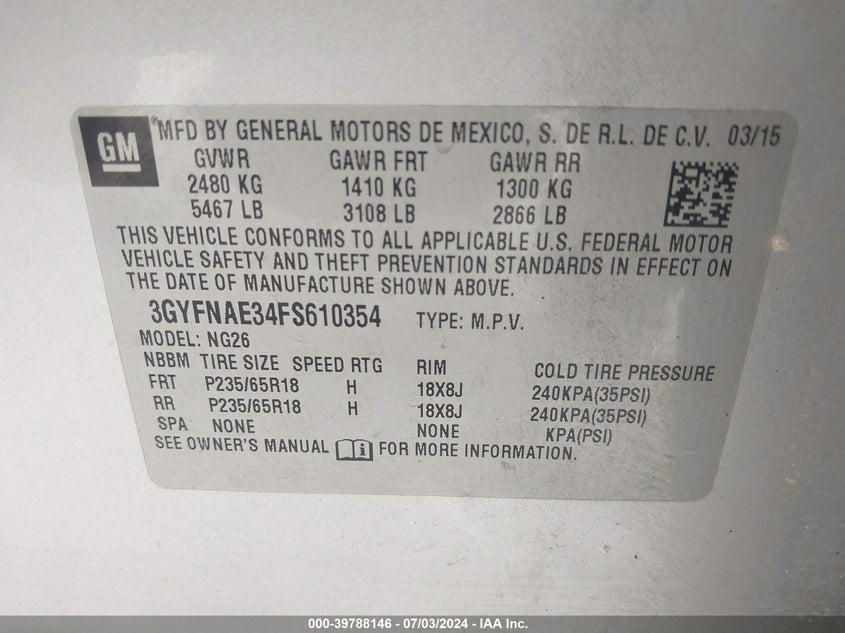 GM
® MFD BY GENERAL MOTORS DE MEXICO, S. DE R.L. DE C.V. 03/15
GVWR GAWR FRT GAWR RR
2480 KG 1410 KG 1300 KG
5467 LB 3108 LB 2866 LB
THIS VEHICLE CONFORMS TO ALL APPLICABLE U.S. FEDERAL MOTOR
VEHICLE SAFETY AND THEFT PREVENTION STANDARDS IN EFFECT ON
THE DATE OF MANUFACTURE SHOWN ABOVE.
3GYFNAE34FS610354 TYPE: M.P.V.
MODEL: NG26
NBBM TIRE SIZE SPEED RTG RIM COLD TIRE PRESSURE
FRT P235/65R18 H 18X8J 240KPA(35PSI)
RR P235/65R18 H 18X8J 240KPA(35PSI)
SPA NONE NONE KPA(PSI)
SEE OWNER'S MANUAL FOR MORE INFORMATION.
000-39788146 - 07/03/2024 - IAA Inc.